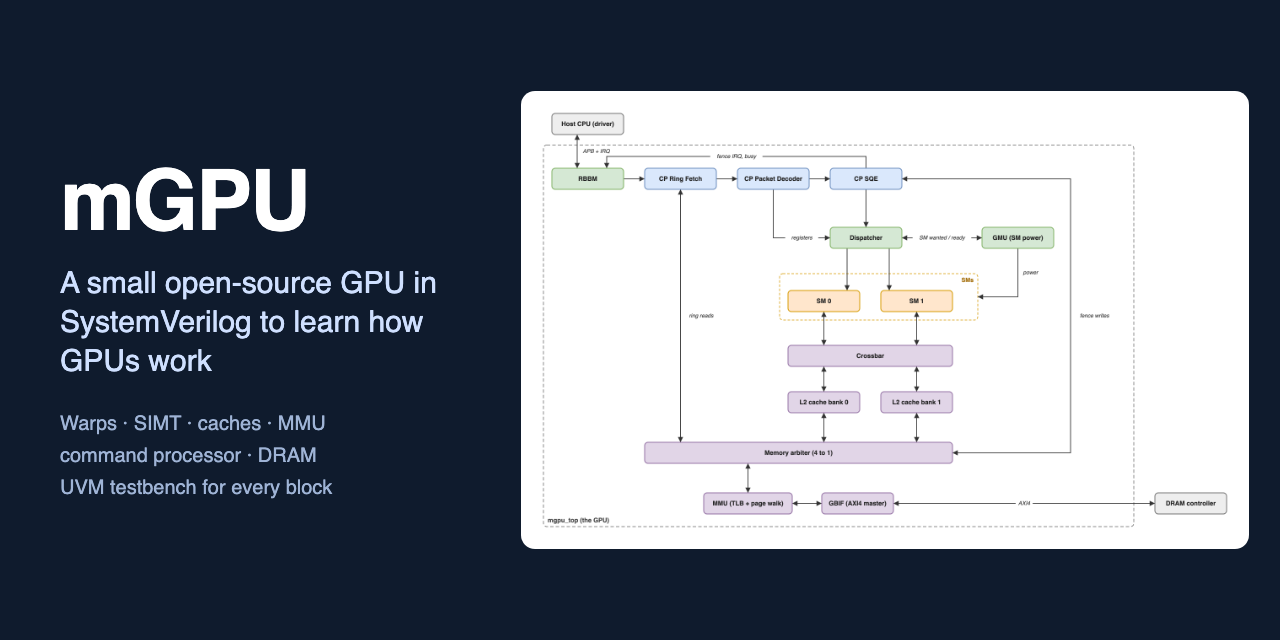 mGPU
A small open-source GPU in
SystemVerilog to learn how
GPUs work
Warps · SIMT · caches · MMU
command processor · DRAM
UVM testbench for every block
Host CPU (driver)
APB + IRQ
fence IRQ, busy
RBBM
CP Ring Fetch
CP Packet Decoder
CP SQE
registers
Dispatcher
SM wanted / ready
GMU (SM power)
power
SMs
SM 0
SM 1
ring reads
fence writes
Crossbar
L2 cache bank 0
L2 cache bank 1
Memory arbiter (4 to 1)
MMU (TLB + page walk)
GBIF (AXI4 master)
AXI4
DRAM controller
mgpu_top (the GPU)